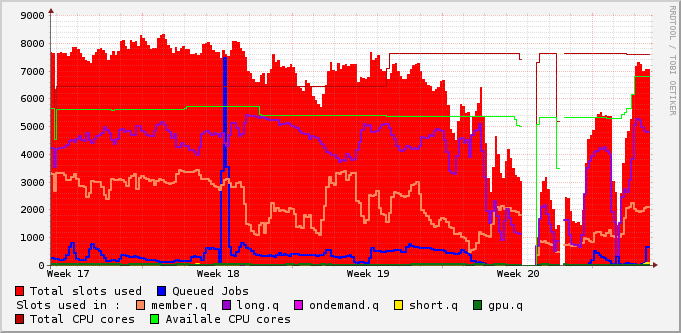 RRDTOOL / TOBI OETIKER
9000
8000
7000
6000
5000
4000
3000
2000
1000
0
Week 17 Week 18 Week 19 Week 20
Total slots used Queued Jobs
Slots used in : member.q long.q ondemand.q short.q gpu.q
Total CPU cores Availale CPU cores